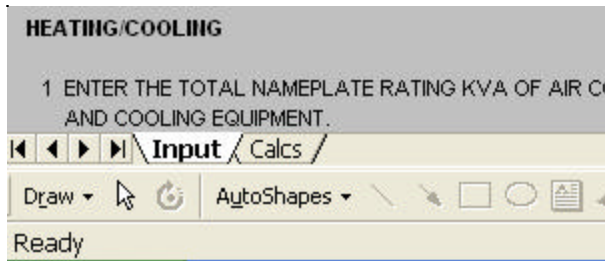 HEATING/COOLING
1 ENTER THE TOTAL NAMEPLATE RATING KVA OF AIR
AND COOLING EQUIPMENT.
Input Calcs
Draw AutoShapes
Ready